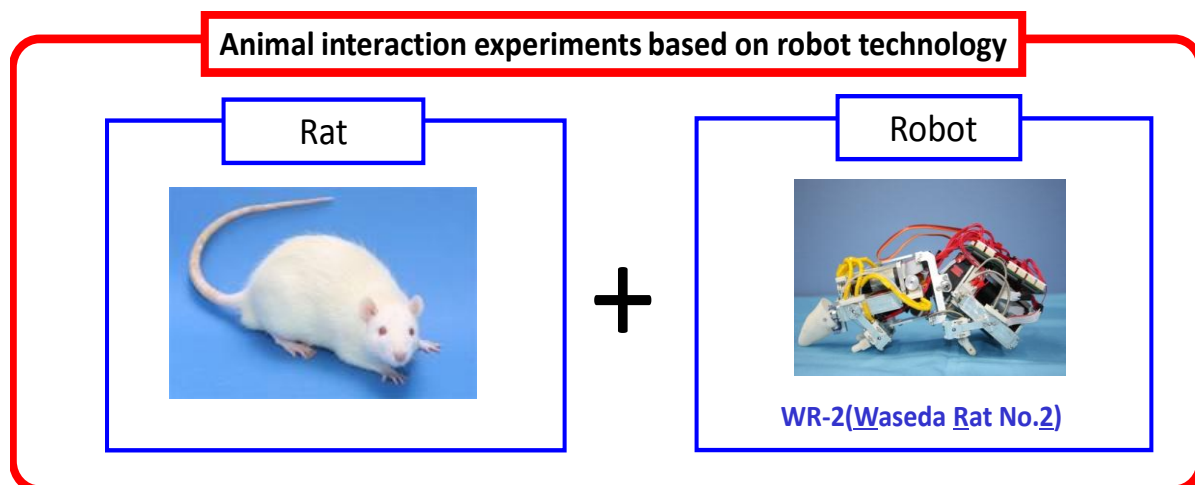 Animal interaction experiments based on robot technology
Rat
Robot
+
WR-2(Waseda Rat No.2)